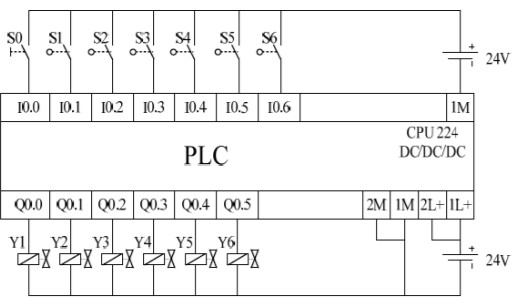 S0 S1 S2 S3 S4 S5 S6
+
24V
I0.0 I0.1 I0.2 I0.3 I0.4 I0.5 I0.6 1M
CPU 224
PLC DC/DC/DC
Q0.0 Q0.1 Q0.2 Q0.3 Q0.4 Q0.5 2M 1M 2L+ 1L+
Y1 Y2 Y3 Y4 Y5 Y6
+
24V